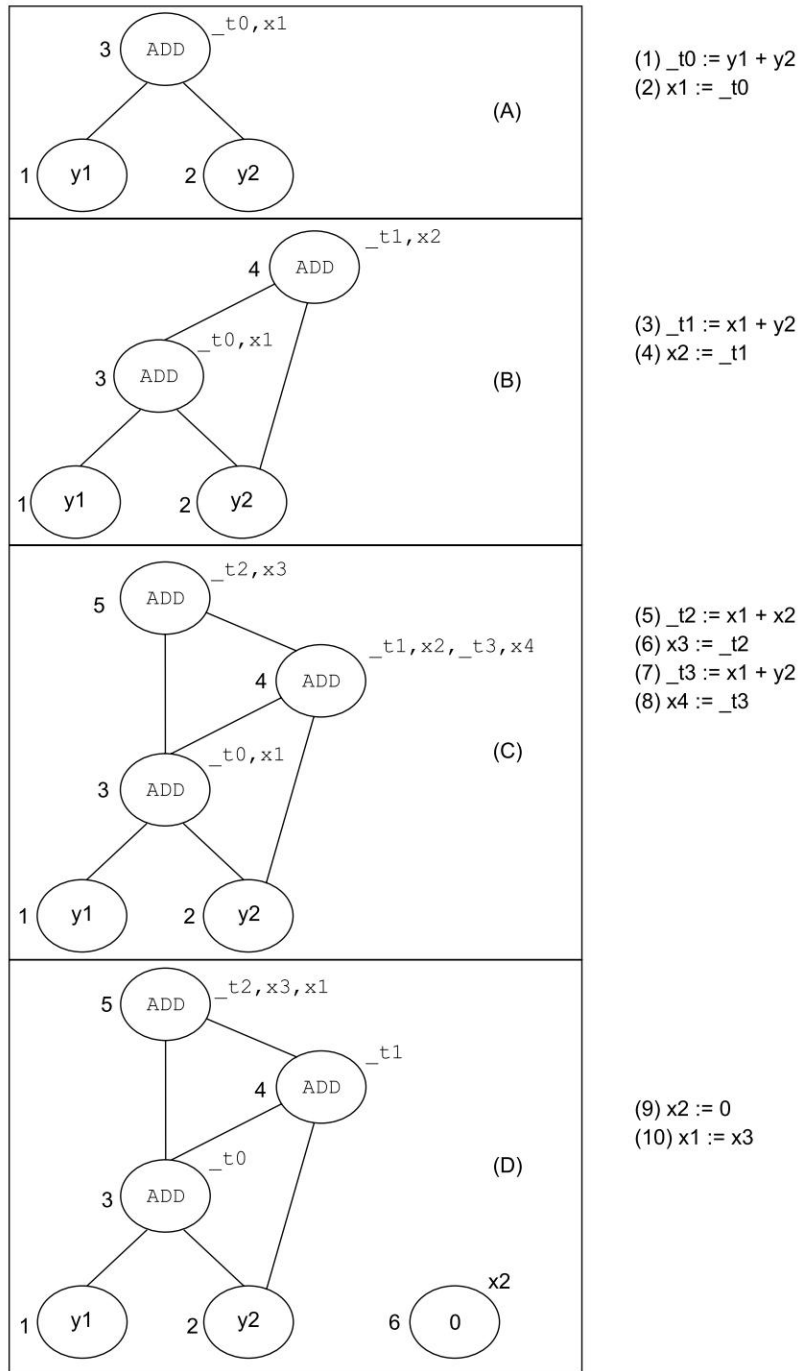 _t0,x1
3 ADD
(A)
1 y1 2 y2
(1) _t0 := y1 + y2
(2) x1 := _t0
_t1,x2
4 ADD
_t0,x1
3 ADD
(B)
1 y1 2 y2
(3) _t1 := x1 + y2
(4) x2 := _t1
_t2,x3
5 ADD
_t1,x2,_t3,x4
4 ADD
_t0,x1
3 ADD
(C)
1 y1 2 y2
(5) _t2 := x1 + x2
(6) x3 := _t2
(7) _t3 := x1 + y2
(8) x4 := _t3
_t2,x3,x1
5 ADD
_t1
4 ADD
_t0
3 ADD
(D)
x2
1 y1 2 y2 6 0
(9) x2 := 0
(10) x1 := x3